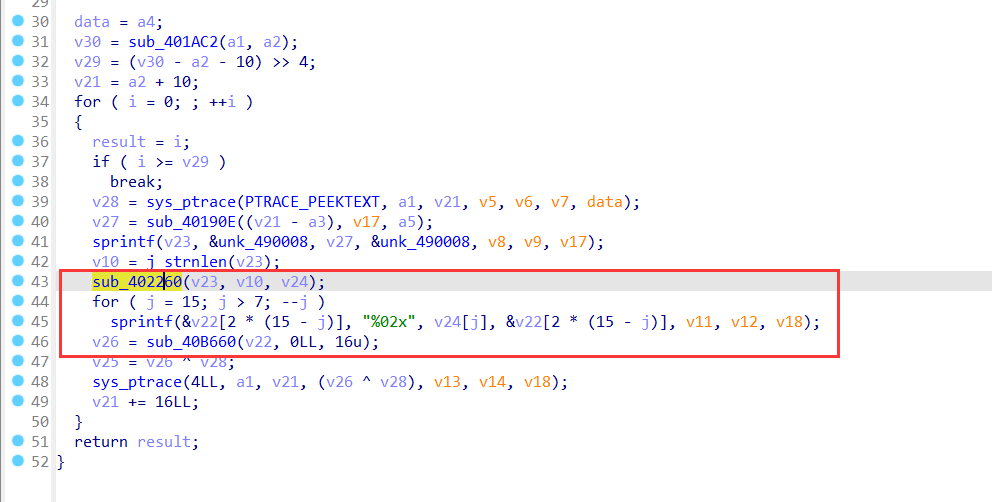 29
30 data = a4;
31 v30 = sub_401AC2(a1, a2);
32 v29 = (v30 - a2 - 10) >> 4;
33 v21 = a2 + 10;
34 for ( i = 0; ; ++i )
35 {
36 result = i;
37 if ( i >= v29 )
38 break;
39 v28 = sys_ptrace(PTRACE_PEEKTEXT, a1, v21, v5, v6, v7, data);
40 v27 = sub_40190E((v21 - a3), v17, a5);
41 sprintf(v23, &unk_490008, v27, &unk_490008, v8, v9, v17);
42 v10 = j_strnlen(v23);
43 sub_402260(v23, v10, v24);
44 for ( j = 15; j > 7; --j )
45 sprintf(&v22[2 * (15 - j)], "%02x", v24[j], &v22[2 * (15 - j)], v11, v12, v18);
46 v26 = sub_40B660(v22, 0LL, 16u);
47 v25 = v26 ^ v28;
48 sys_ptrace(4LL, a1, v21, (v26 ^ v28), v13, v14, v18);
49 v21 += 16LL;
50 }
51 return result;
52 }